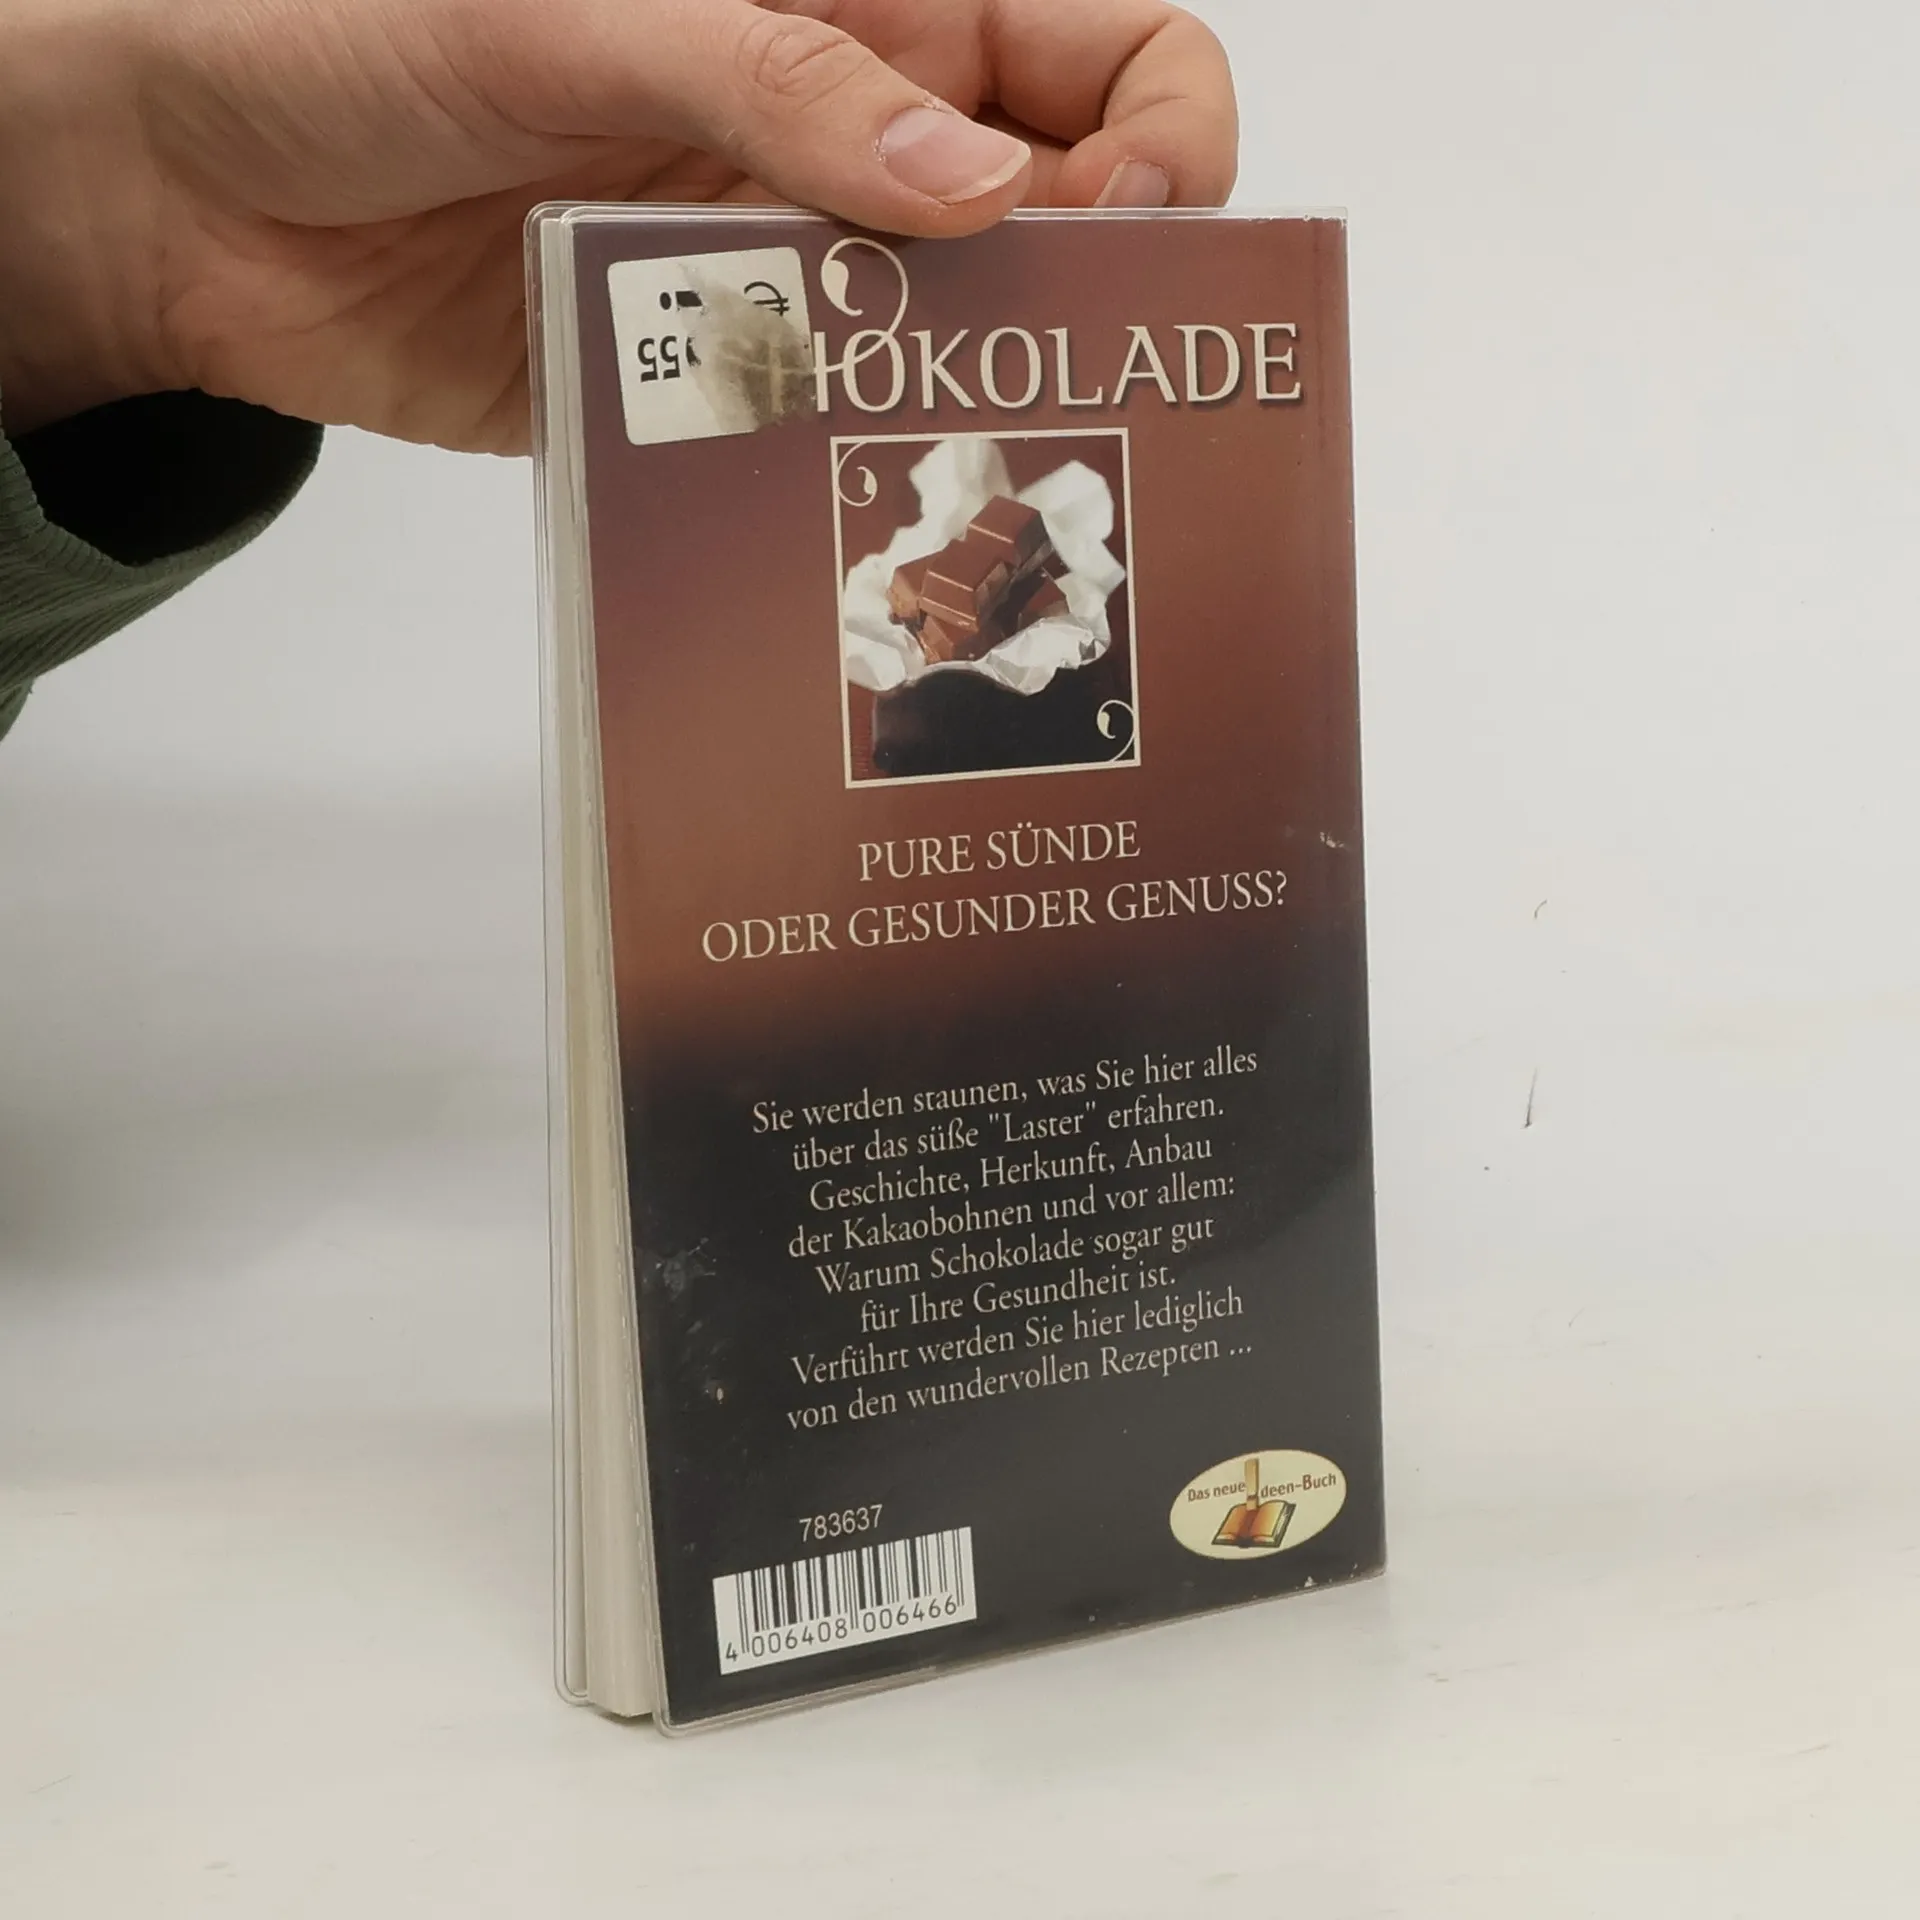 HOKOLADE
PURE SÜNDE
ODER GESUNDER GENUSS?
Sie werden staunen, was Sie hier alles
über das süße "Laster" erfahren.
Geschichte, Herkunft, Anbau
der Kakaobohnen und vor allem:
Warum Schokolade sogar gut
für Ihre Gesundheit ist.
Verführt werden Sie hier lediglich
von den wundervollen Rezepten ...
Das neue Ideen-Buch
783637
4 006408 006466